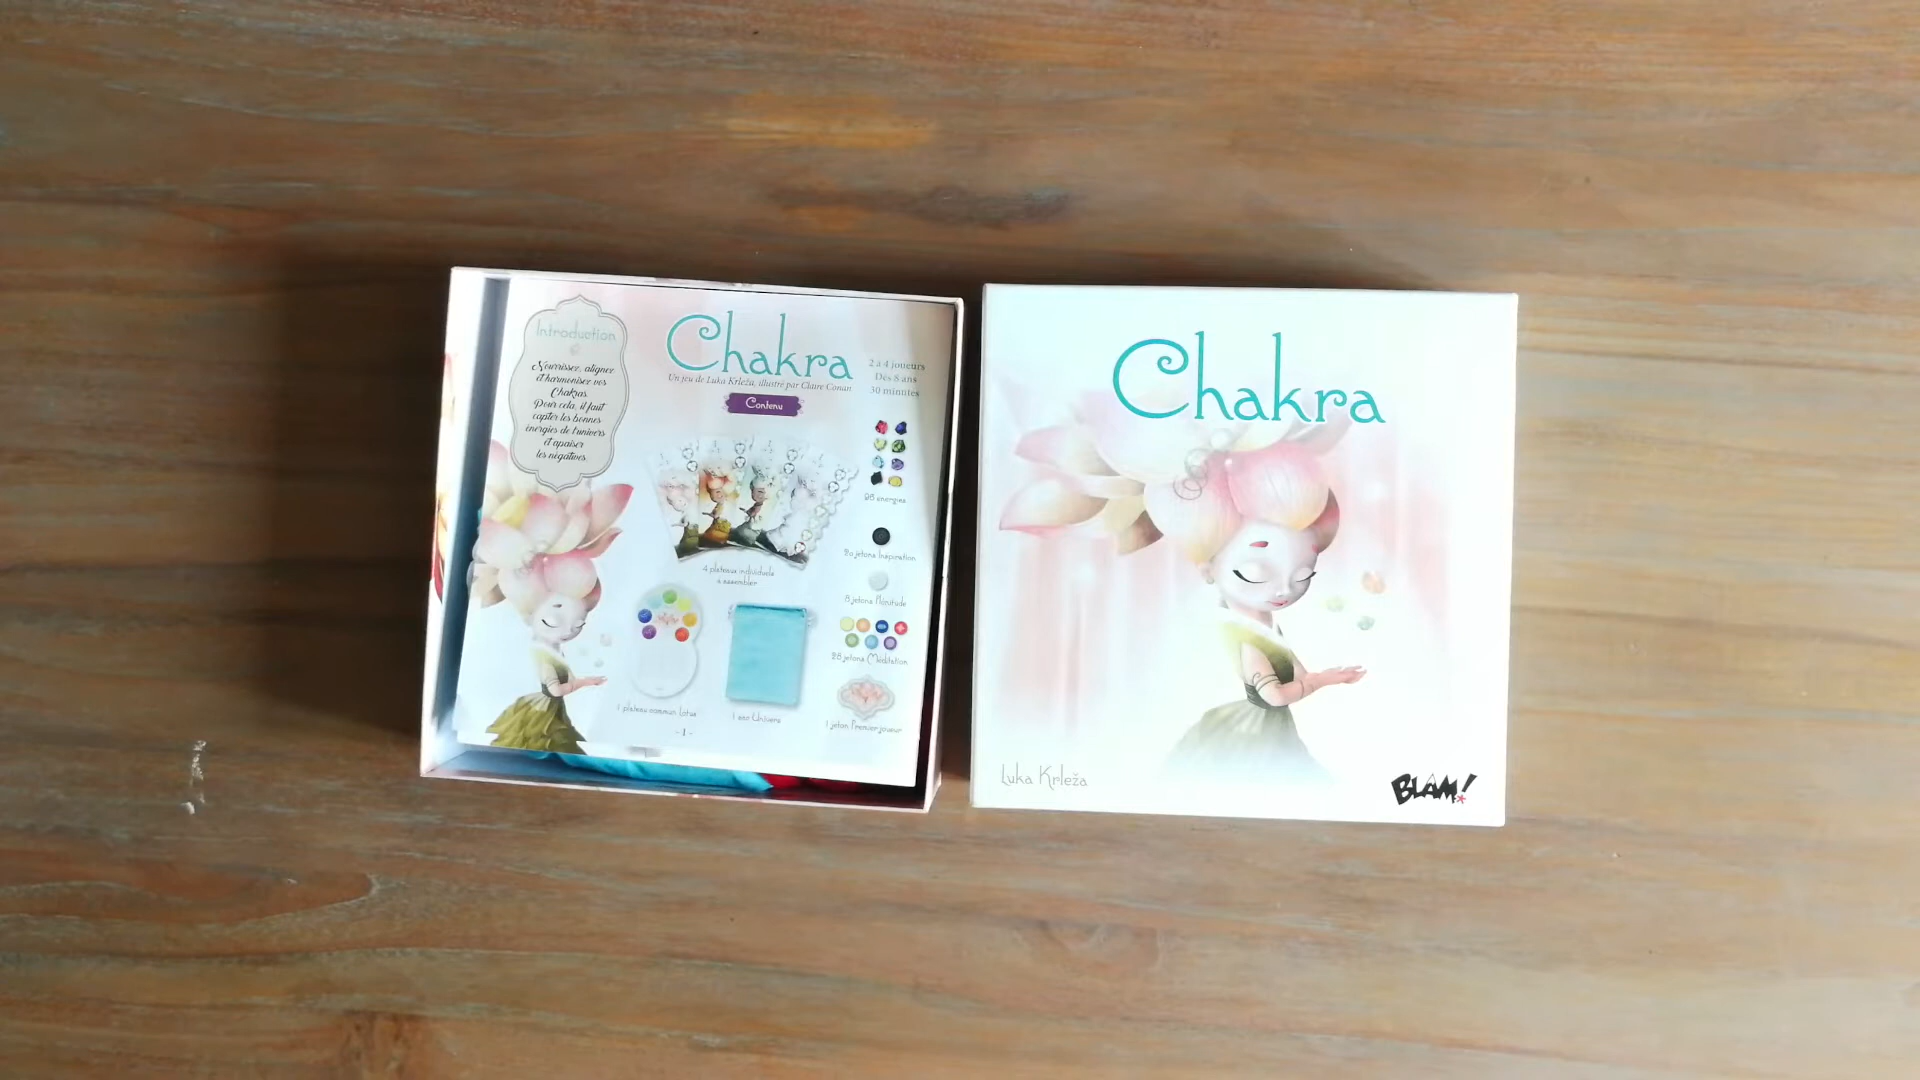 Introduction
Nourrissez, alignez
et harmonisez vos
Chakras.
Pour cela, il faut
capter les bonnes
énergies de l'univers
et apaiser
les négatives.
Chakra
Un jeu de Luka Krleža, illustré par Claire Conan
2 à 4 joueurs
Dès 8 ans
30 minutes
Contenu
4 plateaux individuels
à assembler
énergies
20 jetons Inspiration
8 jetons Plénitude
28 jetons Méditation
1 plateau commun Lotus
1 sac Univers
1 jeton Premier joueur
- 1 -
Chakra
Luka Krleža
BLAM!